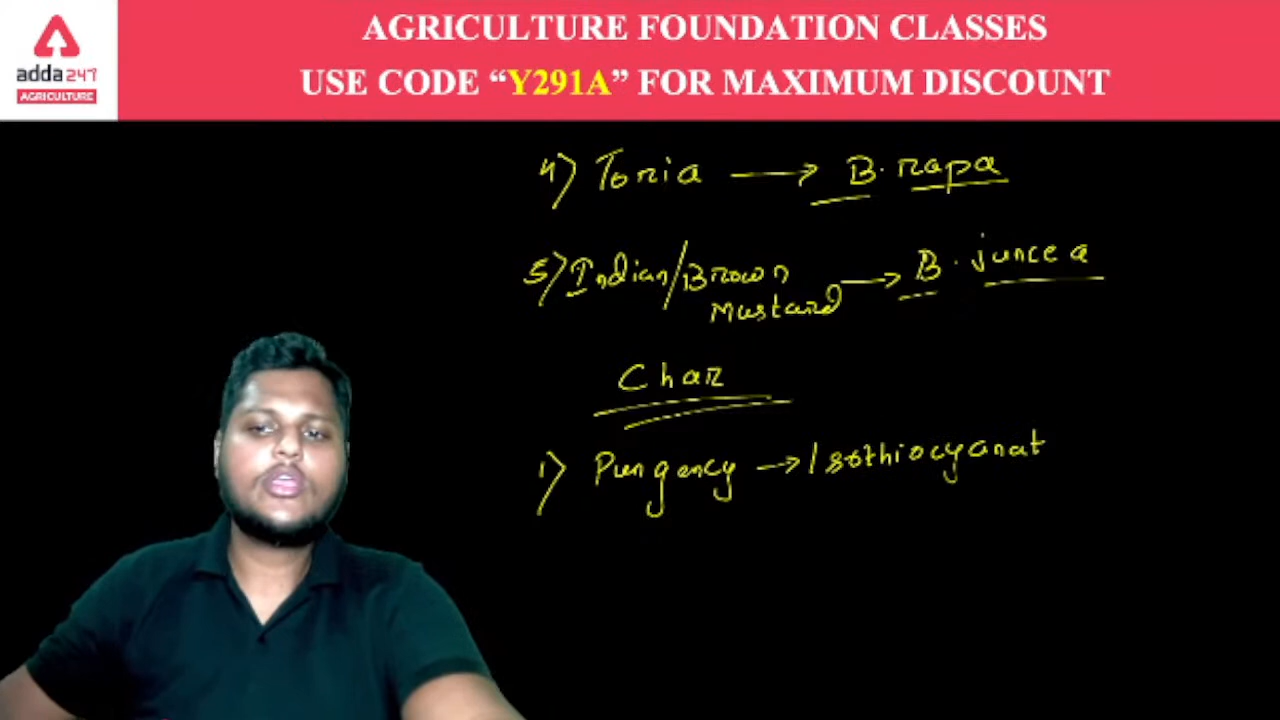 AGRICULTURE FOUNDATION CLASSES
USE CODE “Y291A” FOR MAXIMUM DISCOUNT
adda247
AGRICULTURE
4) Toria → B. rapa
5) Indian/Brown
Mustard → B. juncea
Char
1) Pungency → Isothiocyanat